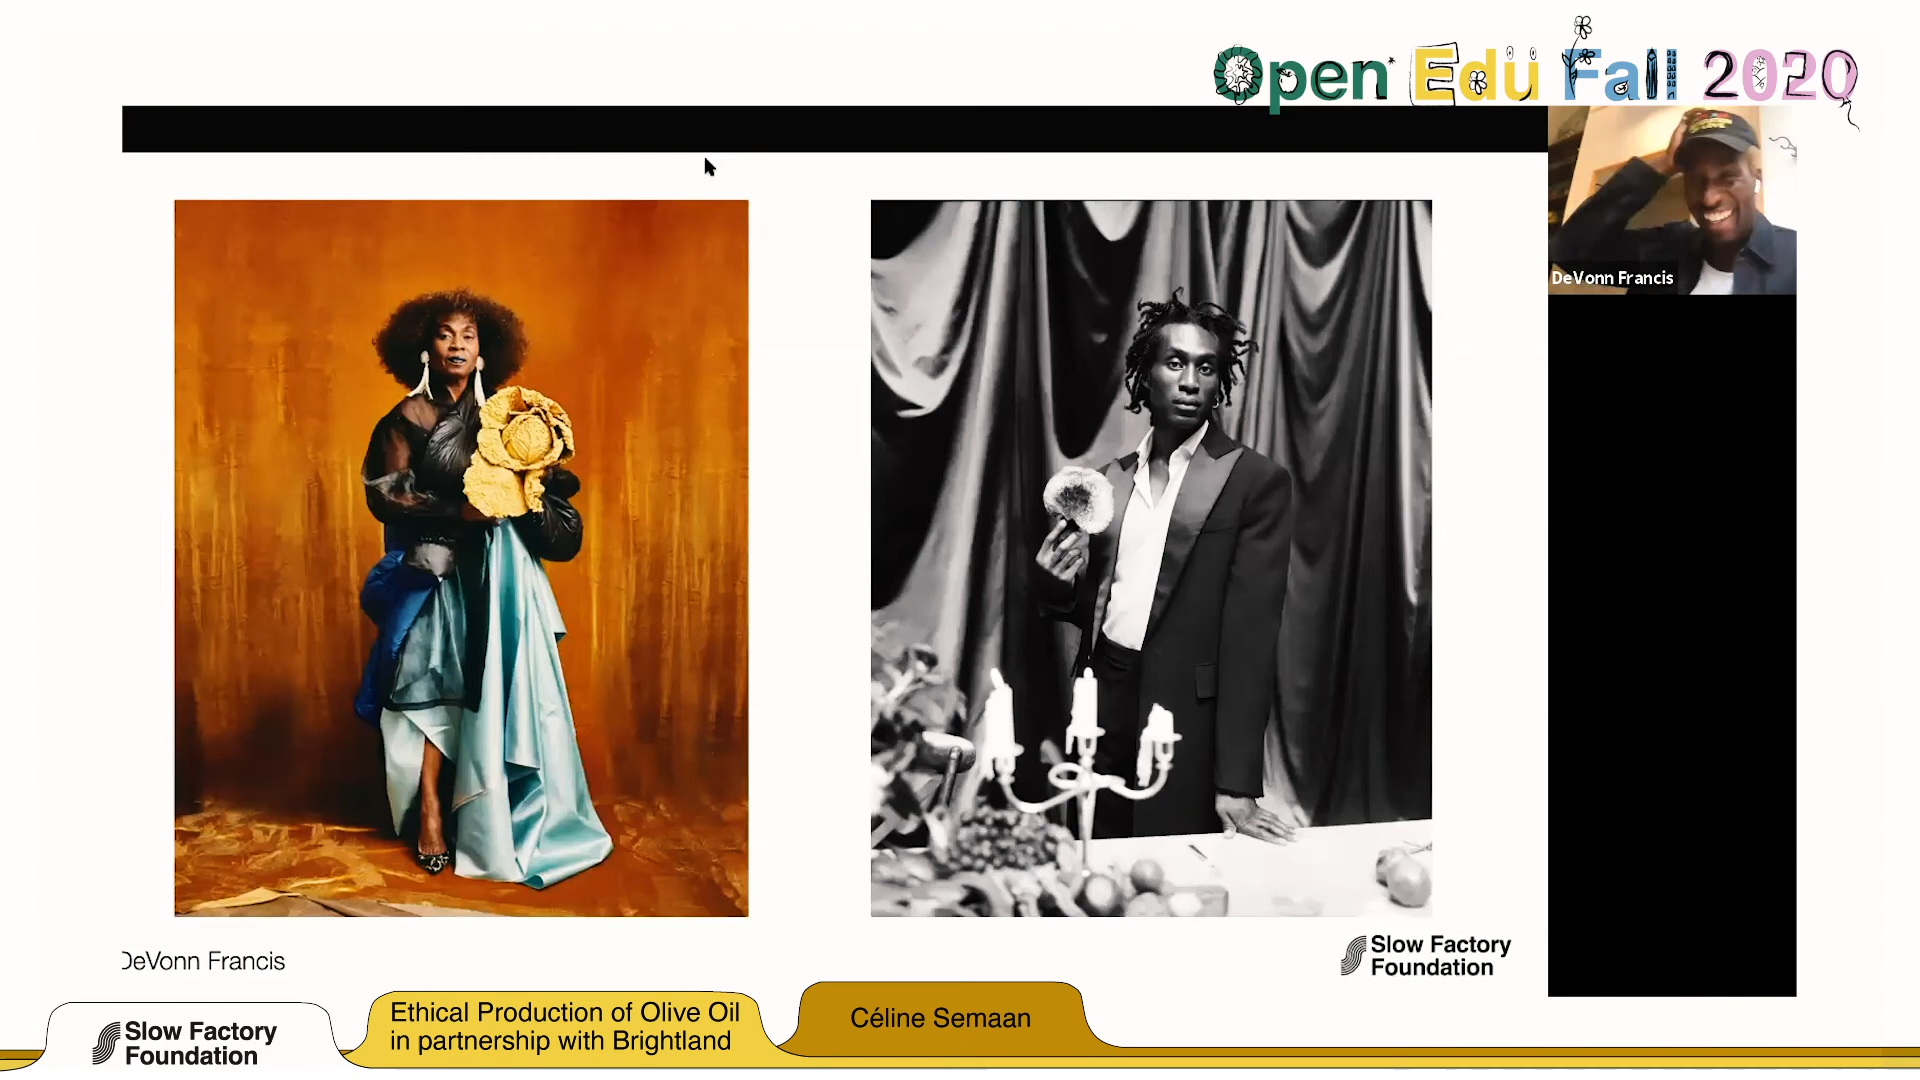 Open Edu Fall 2020
DeVonn Francis
DeVonn Francis
Slow Factory
Foundation
Slow Factory
Foundation
Ethical Production of Olive Oil
in partnership with Brightland
Céline Semaan